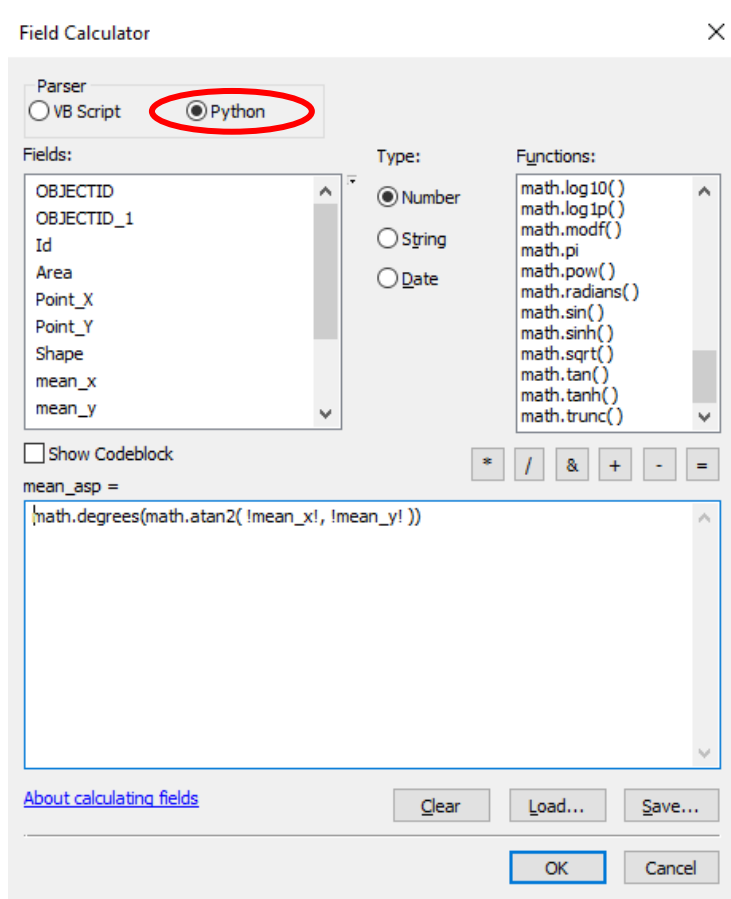 Field Calculator
Parser
VB Script
Python
Fields:
OBJECTID
OBJECTID_1
Id
Area
Point_X
Point_Y
Shape
mean_x
mean_y
Type:
Number
String
Date
Functions:
math.log10( )
math.log1p( )
math.modf( )
math.pi
math.pow( )
math.radians( )
math.sin( )
math.sinh( )
math.sqrt( )
math.tan( )
math.tanh( )
math.trunc( )
Show Codeblock
* / & + - =
mean_asp =
math.degrees(math.atan2( !mean_x!, !mean_y! ))
About calculating fields
Clear
Load...
Save...
OK
Cancel